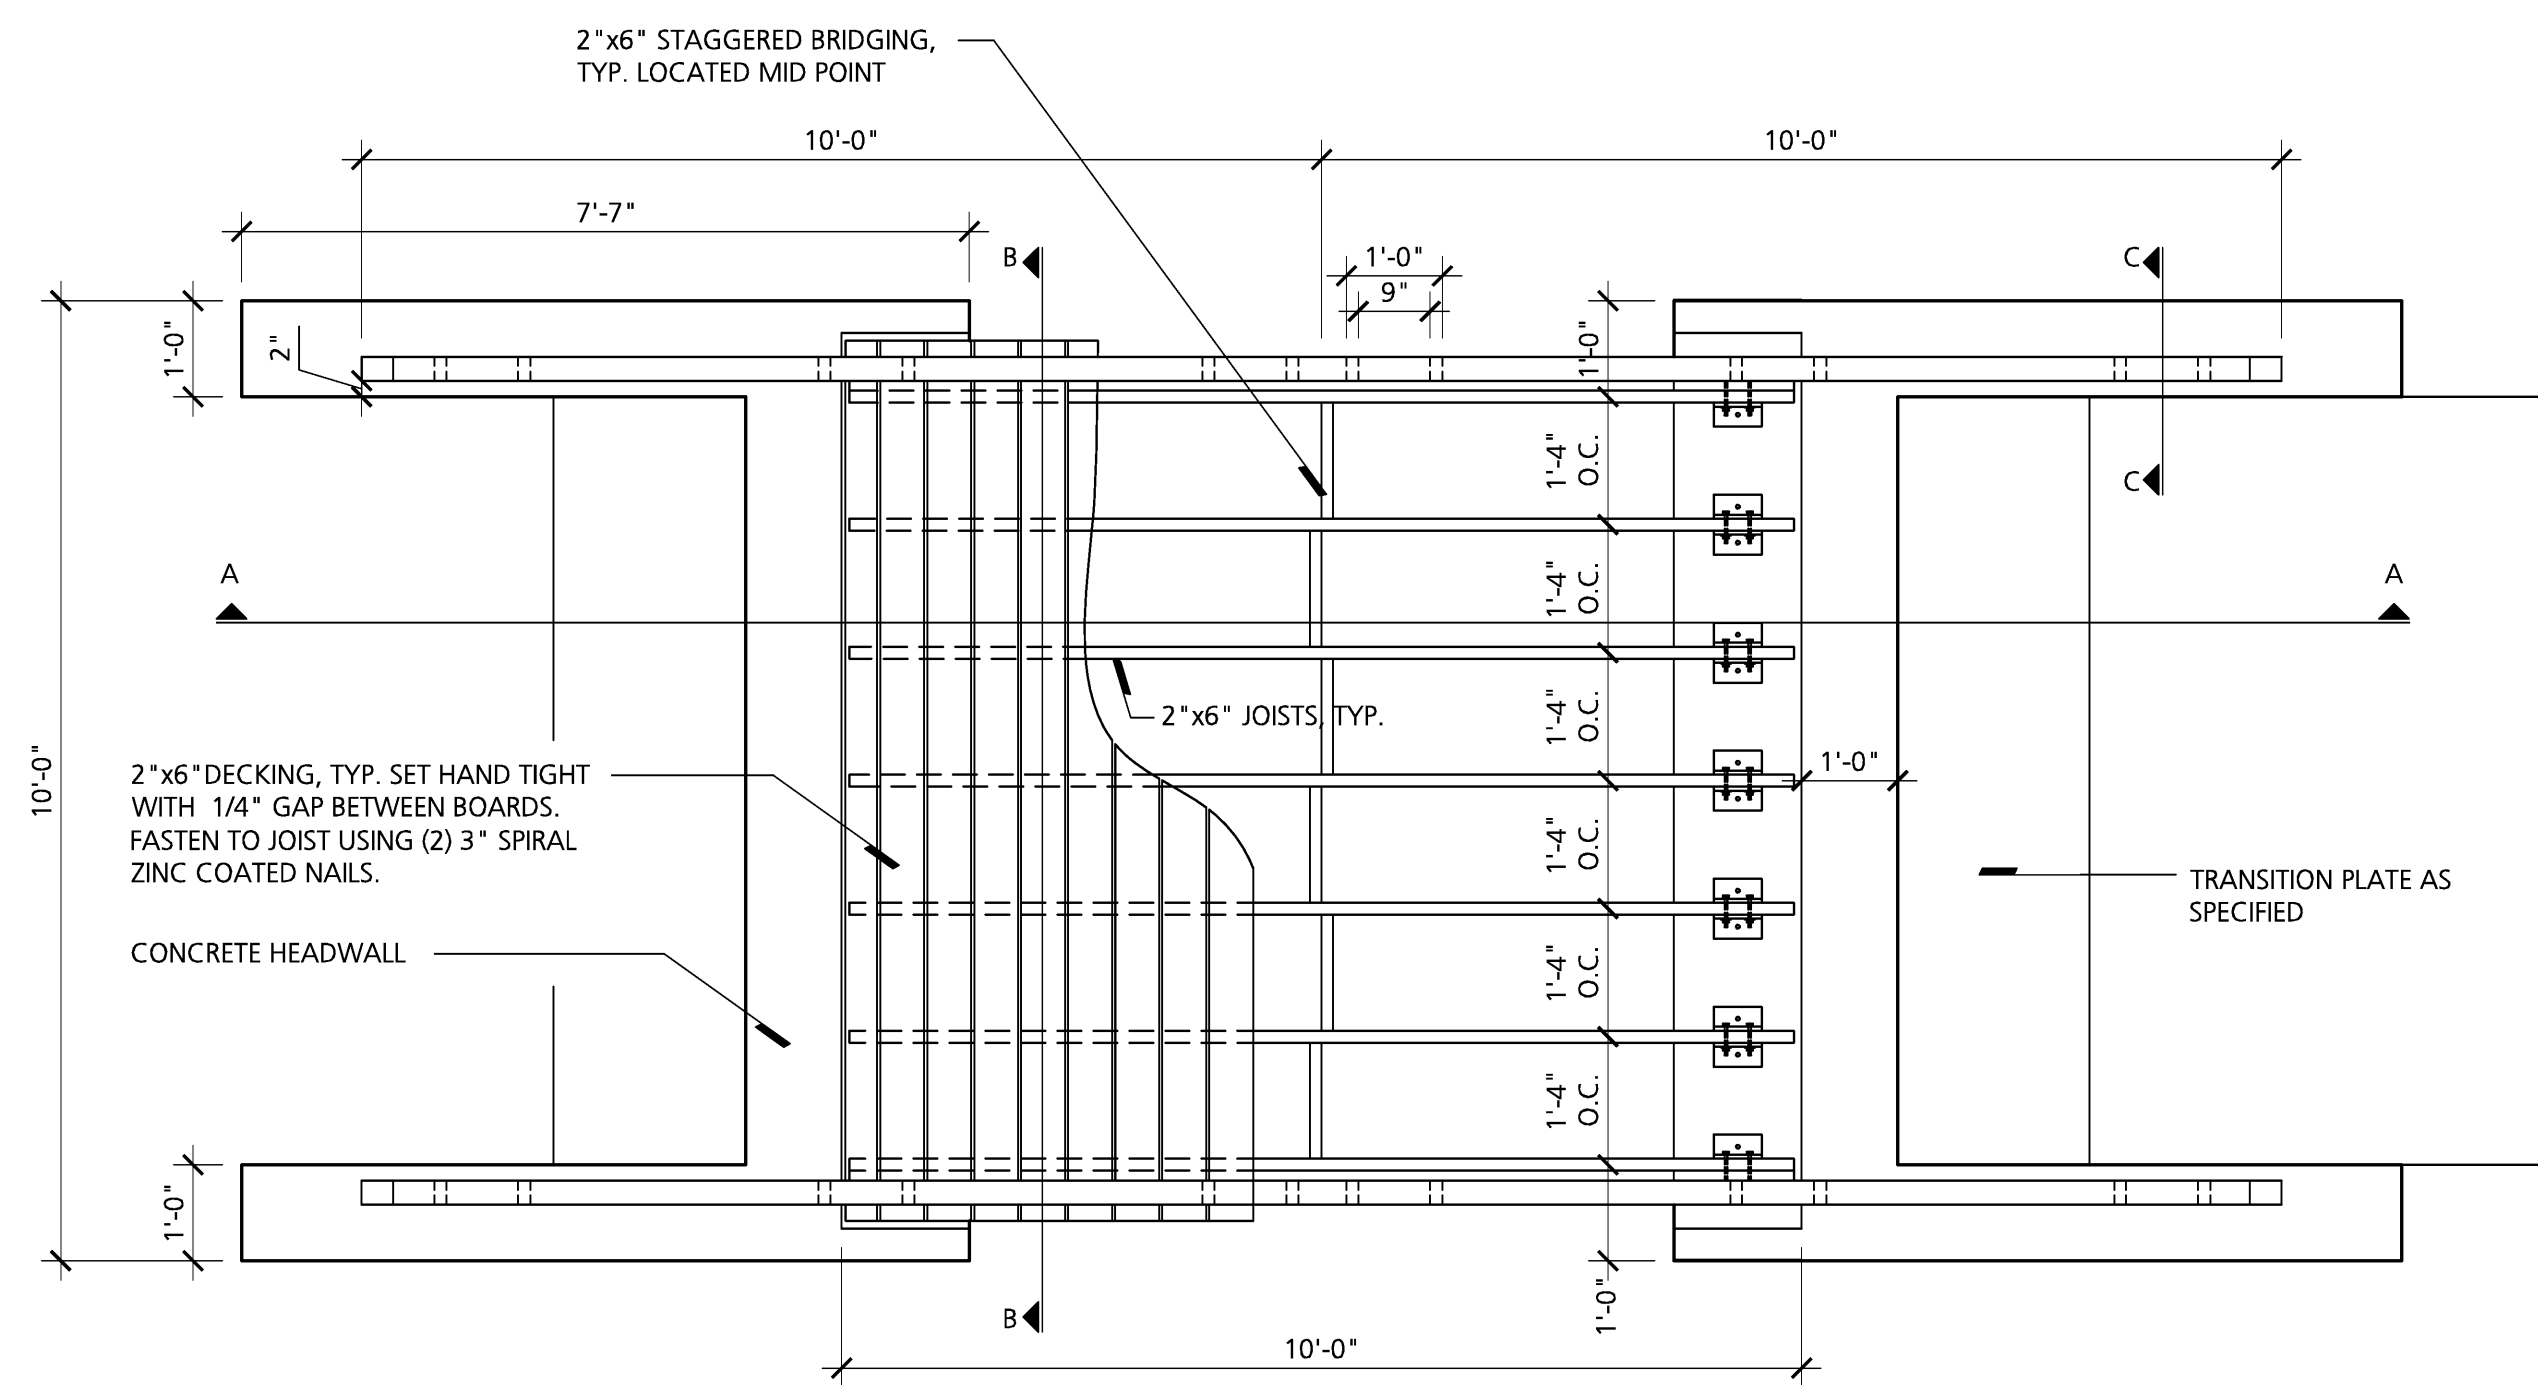 2"x6" STAGGERED BRIDGING,
TYP. LOCATED MID POINT
10'-0"
10'-0"
7'-7"
B
C
1'-0"
9"
1'-0"
2"
1'-0"
1'-4"
O.C.
C
A
A
1'-4"
O.C.
1'-4"
O.C.
2"x6" JOISTS, TYP.
10'-0"
2"x6"DECKING, TYP. SET HAND TIGHT
WITH 1/4" GAP BETWEEN BOARDS.
FASTEN TO JOIST USING (2) 3" SPIRAL
ZINC COATED NAILS.
1'-0"
1'-4"
O.C.
TRANSITION PLATE AS
SPECIFIED
CONCRETE HEADWALL
1'-4"
O.C.
1'-4"
O.C.
1'-0"
B
1'-0"
10'-0"